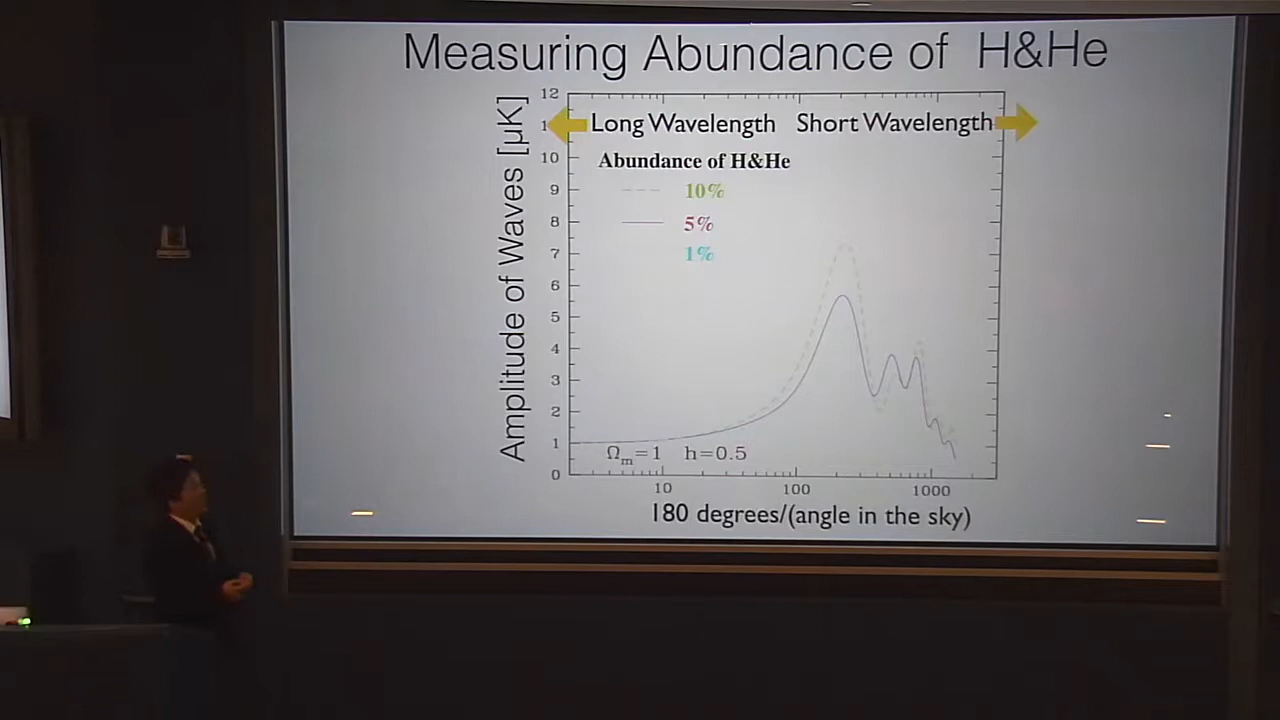 Measuring Abundance of H&He
Amplitude of Waves [μK]
12
10
9
8
7
6
5
4
3
2
1
0
Long Wavelength
Short Wavelength
Abundance of H&He
10%
5%
1%
Ωm=1 h=0.5
10
100
1000
180 degrees/(angle in the sky)